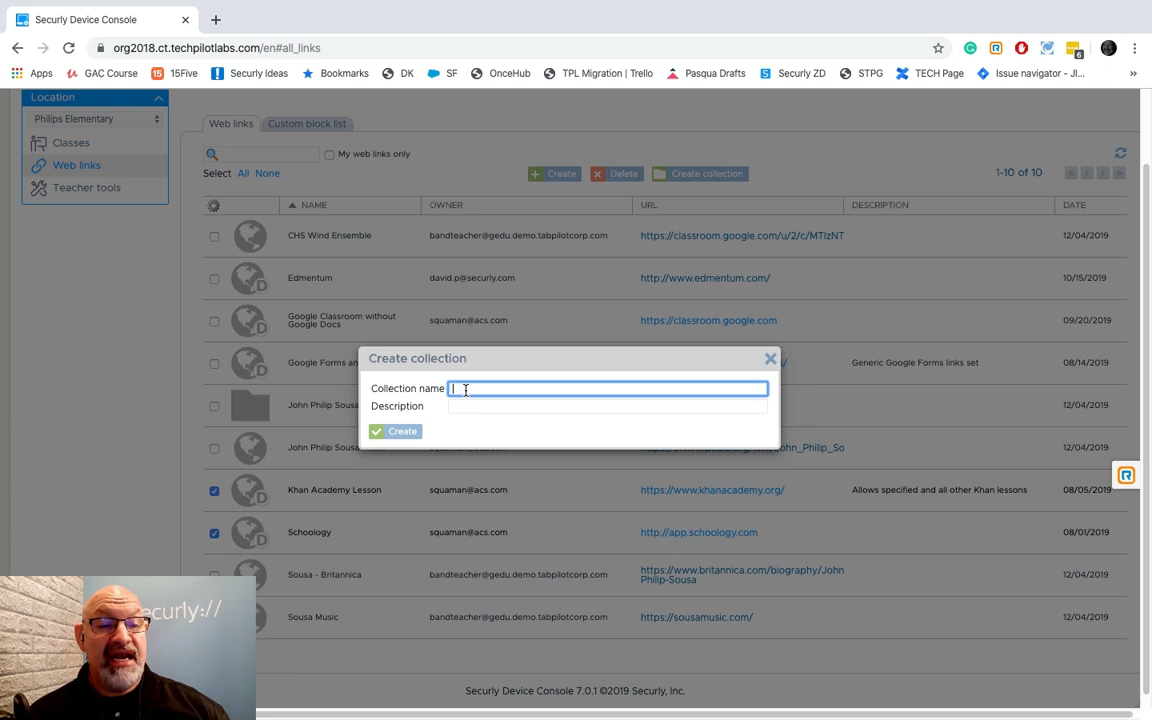 Securly Device Console
org2018.ct.techpilotlabs.com/en#all_links
6
Apps GAC Course 15 15Five Securly Ideas Bookmarks DK SF OnceHub TPL Migration | Trello Pasqua Drafts S Securly ZD STPG TECH Page Issue navigator - JI...
Location
Philips Elementary
Classes
Web links
Teacher tools
Web links Custom block list
My web links only
Select All None
Create Delete Create collection
1-10 of 10
NAME OWNER URL DESCRIPTION DATE
CHS Wind Ensemble bandteacher@gedu.demo.tabpilotcorp.com https://classroom.google.com/u/2/c/MTIzNT 12/04/2019
Edmentum david.p@securly.com http://www.edmentum.com/ 10/15/2019
Google Classroom without
Google Docs squaman@acs.com https://classroom.google.com 09/20/2019
Google Forms an / Generic Google Forms links set 08/14/2019
John Philip Sousa 12/04/2019
John Philip Sousa John_Philip_So 12/04/2019
Create collection
Collection name
Description
Create
Khan Academy Lesson squaman@acs.com https://www.khanacademy.org/ Allows specified and all other Khan lessons 08/05/2019
Schoology squaman@acs.com http://app.schoology.com 08/01/2019
Sousa - Britannica bandteacher@gedu.demo.tabpilotcorp.com https://www.britannica.com/biography/John
Philip-Sousa 12/04/2019
Sousa Music bandteacher@gedu.demo.tabpilotcorp.com https://sousamusic.com/ 12/04/2019
ecurly://
Securly Device Console 7.0.1 ©2019 Securly, Inc.